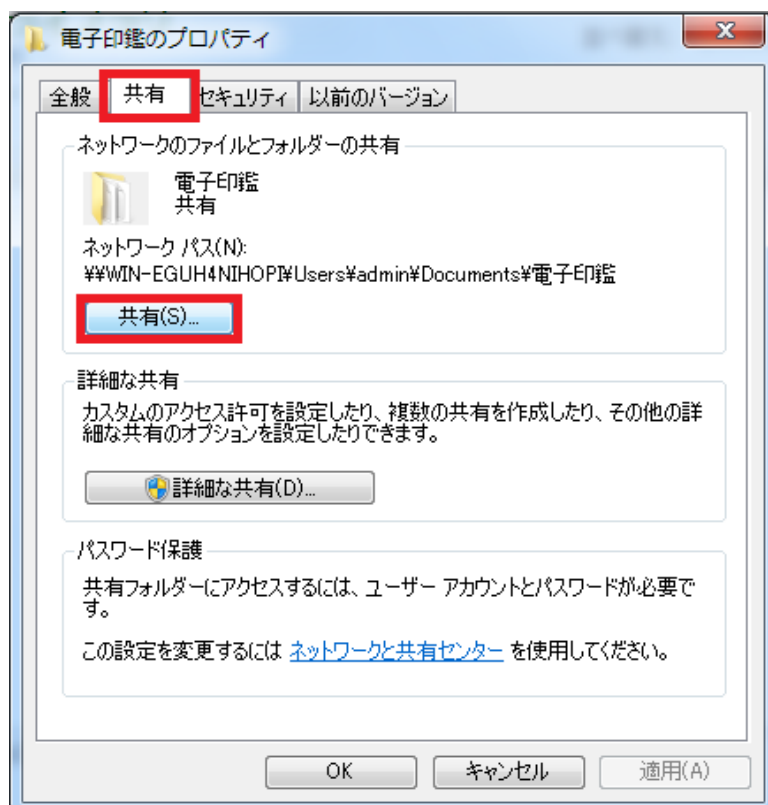 電子印鑑のプロパティ
全般 共有 セキュリティ 以前のバージョン
ネットワークのファイルとフォルダーの共有
電子印鑑
共有
ネットワーク パス(N):
¥¥WIN-EGUH4NIHOPI¥Users¥admin¥Documents¥電子印鑑
共有(S)...
詳細な共有
カスタムのアクセス許可を設定したり、複数の共有を作成したり、その他の詳
細な共有のオプションを設定したりできます。
詳細な共有(D)...
パスワード保護
共有フォルダーにアクセスするには、ユーザー アカウントとパスワードが必要で
す。
この設定を変更するには ネットワークと共有センター を使用してください。
OK キャンセル 適用(A)